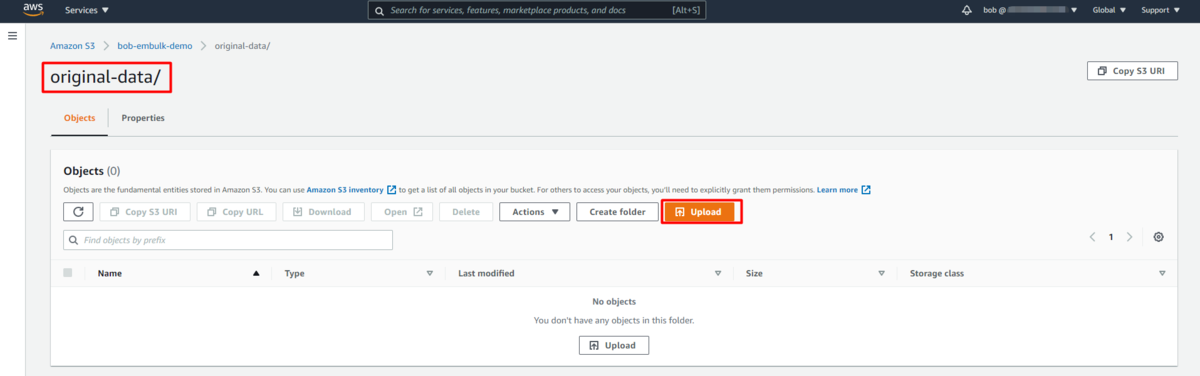 aws Services Search for services, features, marketplace products, and docs [Alt+S] bob @ Global Support
Amazon S3 bob-embulk-demo original-data/
original-data/
Copy S3 URI
Objects Properties
Objects (0)
Objects are the fundamental entities stored in Amazon S3. You can use Amazon S3 inventory to get a list of all objects in your bucket. For others to access your objects, you'll need to explicitly grant them permissions. Learn more
Copy S3 URI Copy URL Download Open Delete Actions Create folder Upload
Find objects by prefix 1
Name Type Last modified Size Storage class
No objects
You don't have any objects in this folder.
Upload